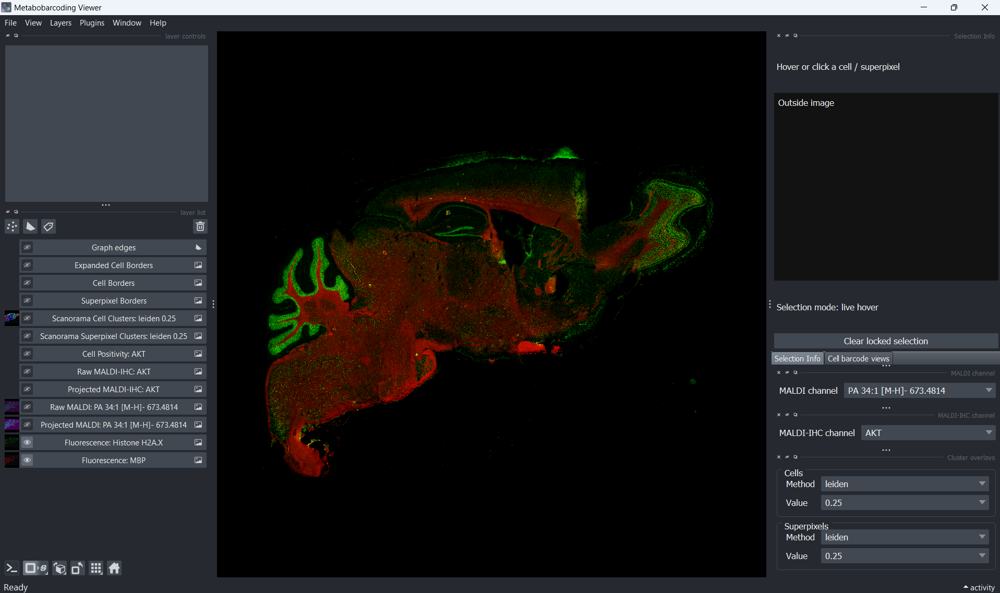 Metabobarcoding Viewer
File View Layers Plugins Window Help
layer controls
layer list
Graph edges
Expanded Cell Borders
Cell Borders
Superpixel Borders
Scanorama Cell Clusters: leiden 0.25
Scanorama Superpixel Clusters: leiden 0.25
Cell Positivity: AKT
Raw MALDI-IHC: AKT
Projected MALDI-IHC: AKT
Raw MALDI: PA 34:1 [M-H]- 673.4814
Projected MALDI: PA 34:1 [M-H]- 673.4814
Fluorescence: Histone H2A.X
Fluorescence: MBP
Ready
Selection Info
Hover or click a cell / superpixel
Outside image
Selection mode: live hover
Clear locked selection
Selection Info Cell barcode views
MALDI channel
MALDI channel PA 34:1 [M-H]- 673.4814
MALDI-IHC channel
MALDI-IHC channel AKT
Cluster overlays
Cells
Method leiden
Value 0.25
Superpixels
Method leiden
Value 0.25
activity